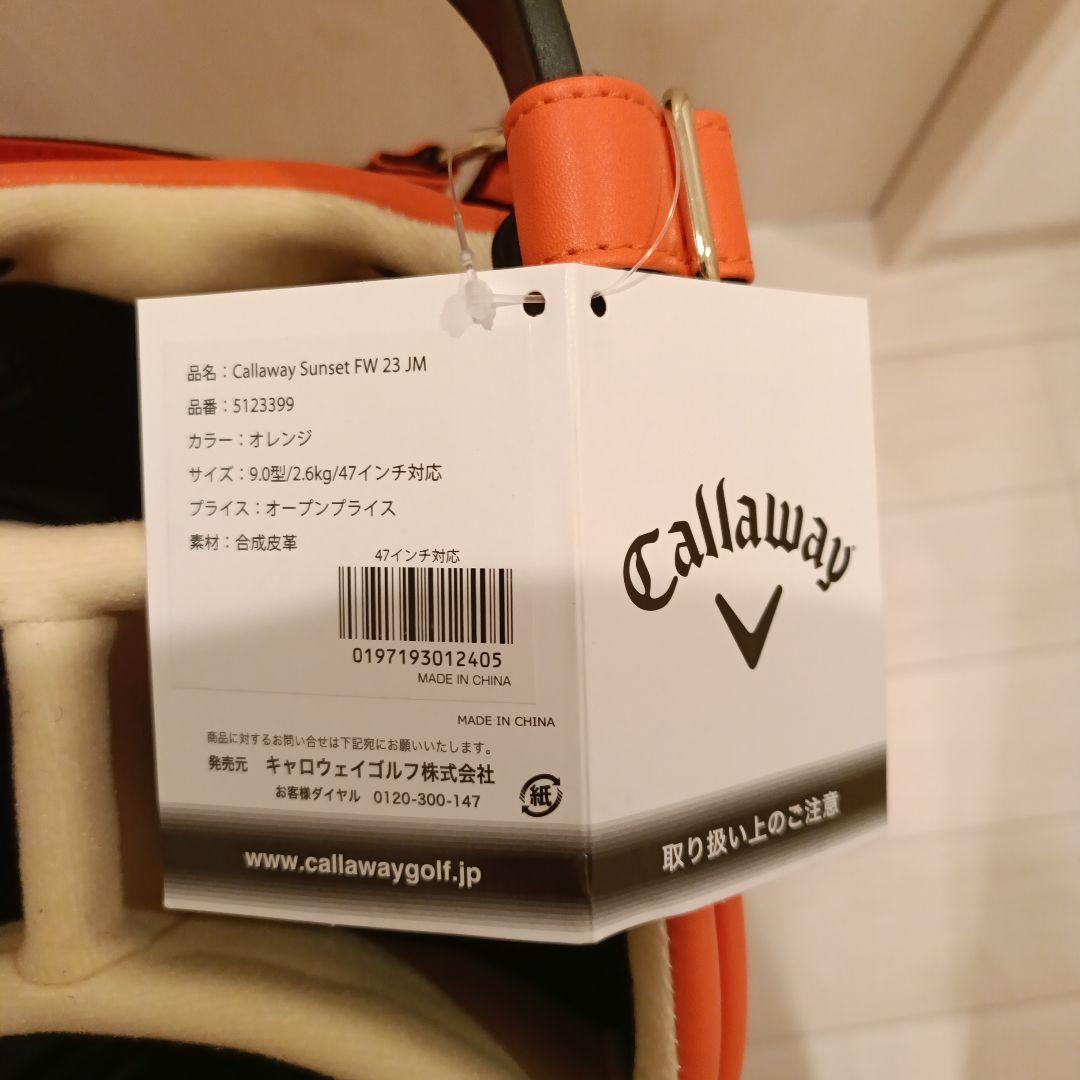 品名：Callaway Sunset FW 23 JM
品番：5123399
カラー：オレンジ
サイズ：9.0型/2.6kg/47インチ対応
プライス：オープンプライス
素材：合成皮革
47インチ対応
0197193012405
MADE IN CHINA
MADE IN CHINA
商品に対するお問い合せは下記宛にお願いいたします。
発売元 キャロウェイゴルフ株式会社
お客様ダイヤル 0120-300-147
紙
www.callawaygolf.jp
Callaway
取り扱い上のご注意